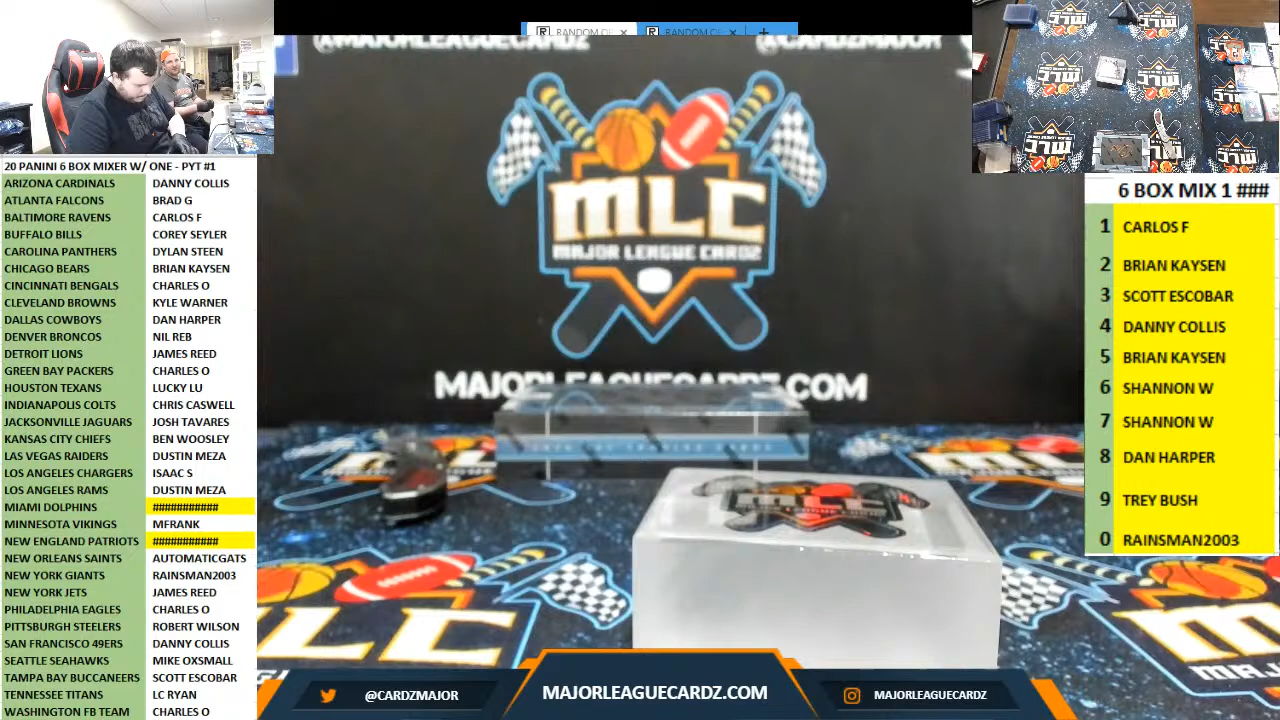 RANDOM.OR
RANDOM.OR
@MAJORLEAGUECARDZ
@CARDZMAJOR
20 PANINI 6 BOX MIXER W/ ONE - PYT #1
ARIZONA CARDINALS DANNY COLLIS
ATLANTA FALCONS BRAD G
BALTIMORE RAVENS CARLOS F
BUFFALO BILLS COREY SEYLER
CAROLINA PANTHERS DYLAN STEEN
CHICAGO BEARS BRIAN KAYSEN
CINCINNATI BENGALS CHARLES O
CLEVELAND BROWNS KYLE WARNER
DALLAS COWBOYS DAN HARPER
DENVER BRONCOS NIL REB
DETROIT LIONS JAMES REED
GREEN BAY PACKERS CHARLES O
HOUSTON TEXANS LUCKY LU
INDIANAPOLIS COLTS CHRIS CASWELL
JACKSONVILLE JAGUARS JOSH TAVARES
KANSAS CITY CHIEFS BEN WOOSLEY
LAS VEGAS RAIDERS DUSTIN MEZA
LOS ANGELES CHARGERS ISAAC S
LOS ANGELES RAMS DUSTIN MEZA
MIAMI DOLPHINS ###########
MINNESOTA VIKINGS MFRANK
NEW ENGLAND PATRIOTS ###########
NEW ORLEANS SAINTS AUTOMATICGATS
NEW YORK GIANTS RAINSMAN2003
NEW YORK JETS JAMES REED
PHILADELPHIA EAGLES CHARLES O
PITTSBURGH STEELERS ROBERT WILSON
SAN FRANCISCO 49ERS DANNY COLLIS
SEATTLE SEAHAWKS MIKE OXSMALL
TAMPA BAY BUCCANEERS SCOTT ESCOBAR
TENNESSEE TITANS LC RYAN
WASHINGTON FB TEAM CHARLES O
MLC
MAJOR LEAGUE CARDZ
MAJORLEAGUECARDZ.COM
6 BOX MIX 1 ###
1 CARLOS F
2 BRIAN KAYSEN
3 SCOTT ESCOBAR
4 DANNY COLLIS
5 BRIAN KAYSEN
6 SHANNON W
7 SHANNON W
8 DAN HARPER
9 TREY BUSH
0 RAINSMAN2003
@CARDZMAJOR
MAJORLEAGUECARDZ.COM
MAJORLEAGUECARDZ